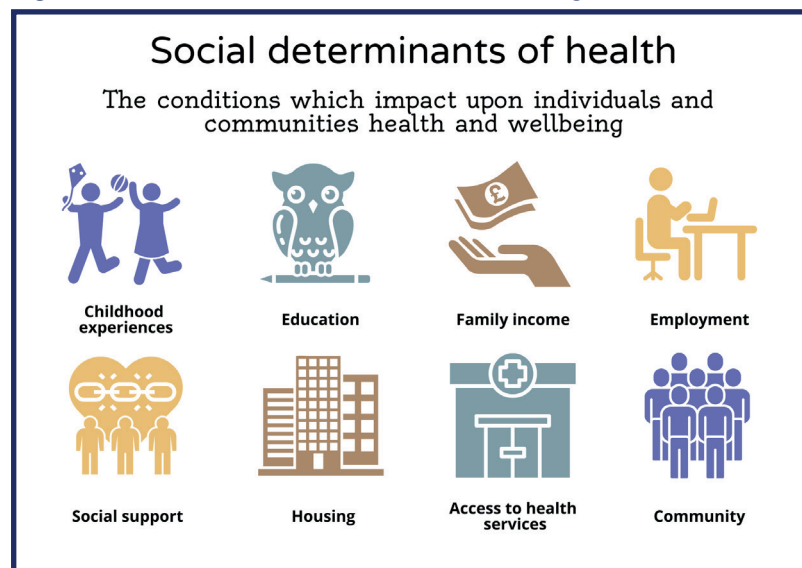 Social determinants of health
The conditions which impact upon individuals and
communities health and wellbeing
£
Childhood
experiences
Education
Family income
Employment
Social support
Housing
Access to health
services
Community